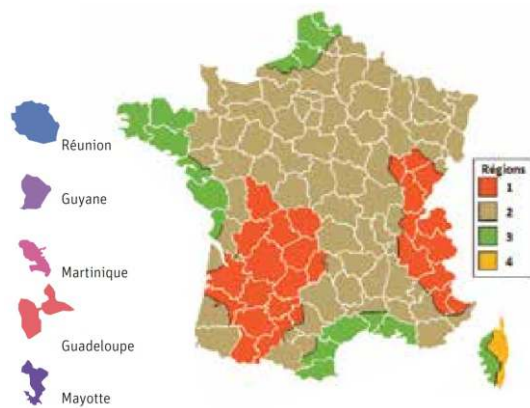 Réunion
Guyane
Martinique
Guadeloupe
Mayotte
Régions
1
2
3
4